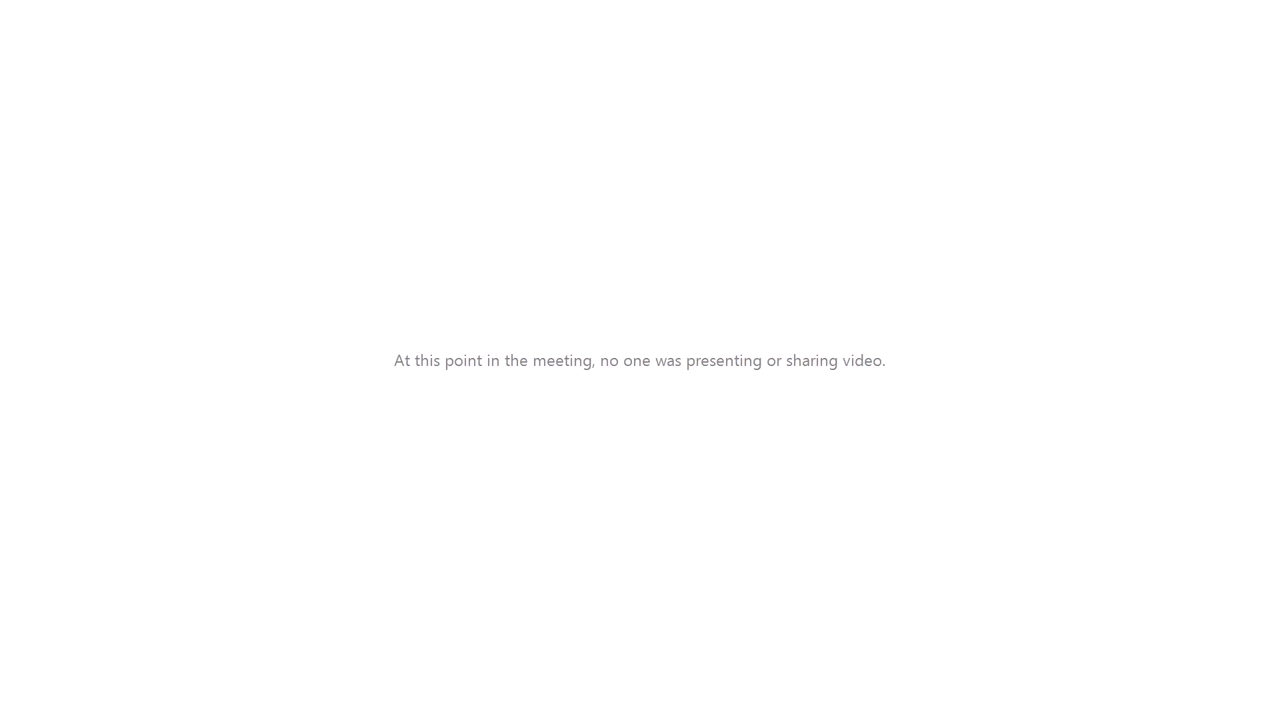 At this point in the meeting, no one was presenting or sharing video.